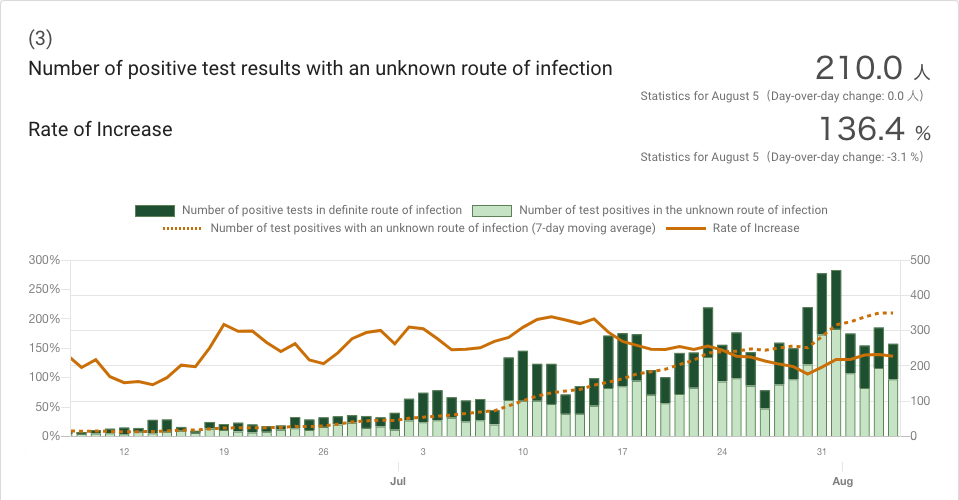 (3)
Number of positive test results with an unknown route of infection
210.0 人
Statistics for August 5（Day-over-day change: 0.0 人）
Rate of Increase
136.4 %
Statistics for August 5（Day-over-day change: -3.1 %）
Number of positive tests in definite route of infection Number of test positives in the unknown route of infection
Number of test positives with an unknown route of infection (7-day moving average) Rate of Increase
300% 500
250% 400
200% 300
150% 200
100% 100
50% 0
0%
12 19 26 3 10 17 24 31
Jul Aug